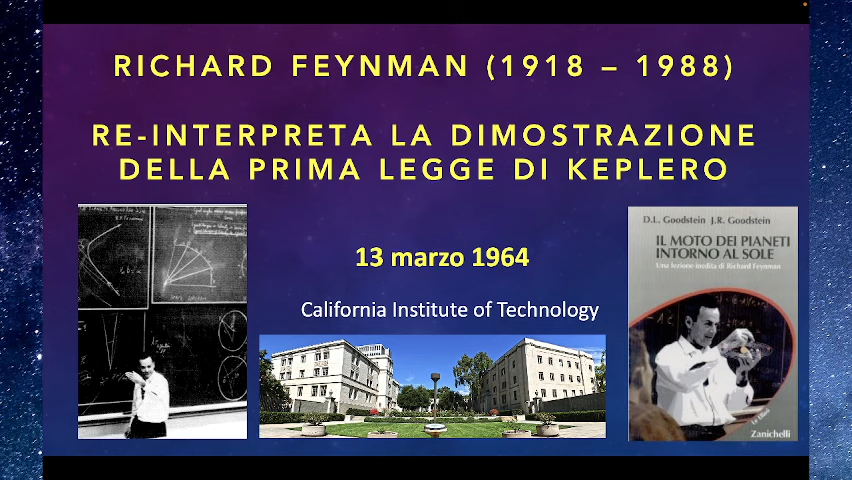 RICHARD FEYNMAN (1918 – 1988)
RE-INTERPRETA LA DIMOSTRAZIONE
DELLA PRIMA LEGGE DI KEPLERO
13 marzo 1964
California Institute of Technology
D.L. Goodstein J.R. Goodstein
IL MOTO DEI PIANETI
INTORNO AL SOLE
Una lezione inedita di Richard Feynman
Zanichelli